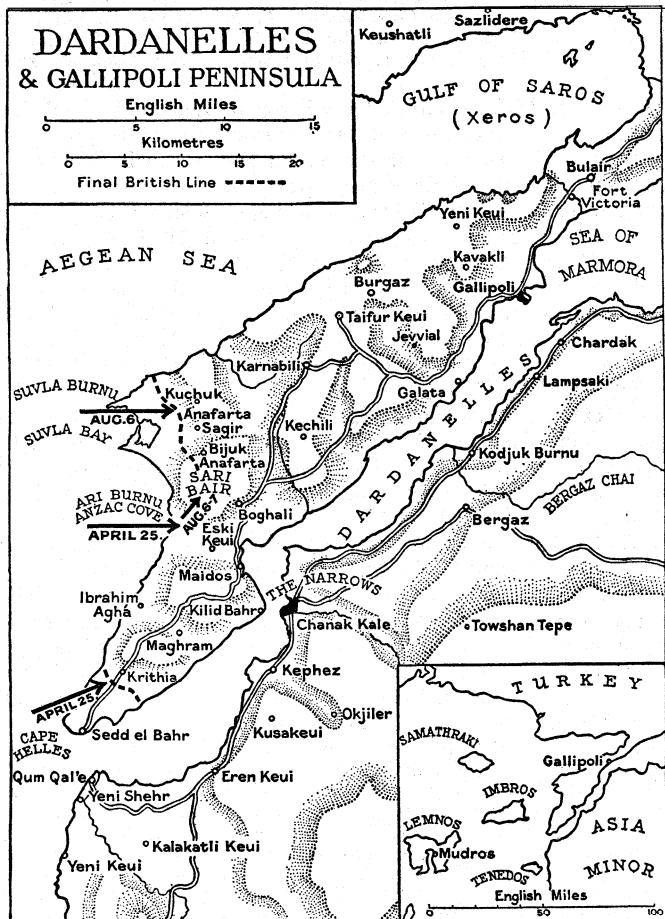 DARDANELLES
& GALLIPOLI PENINSULA
English Miles
0 5 10 15
Kilometres
0 5 10 15 20
Final British Line
Keushatli
Sazlidere
GULF OF SAROS
(Xeros)
Bulair
Fort
Victoria
Yeni Keui
SEA OF
MARMORA
AEGEAN SEA
Kavakli
Gallipoli
Burgaz
Taifur Keui
Jevvial
Chardak
Karnabili
Galata
Lampsaki
DARDANELLES
SUVLA BURNU
Kuchuk
Anafarta
AUG.6
Sagir
SUVLA BAY
Kechili
Bijuk
Anafarta
Kodjuk Burnu
SARI
BAIR
BERGAZ CHAI
ARI BURNU
ANZAC COVE
AUG.6-7
Boghali
Bergaz
APRIL 25.
Eski
Keui
Maidos
THE NARROWS
Ibrahim
Agha
Kilid Bahr
Chanak Kale
Towshan Tepe
Maghram
Krithia
Kephez
APRIL 25.
Okjiler
Kusakeui
CAPE
HELLES
Sedd el Bahr
Qum Qal'e
Eren Keui
Yeni Shehr
Kalakatli Keui
Yeni Keui
TURKEY
SAMATHRAKI
Gallipoli
IMBROS
LEMNOS
ASIA
Mudros
MINOR
TENEDOS
English Miles
0 50 100